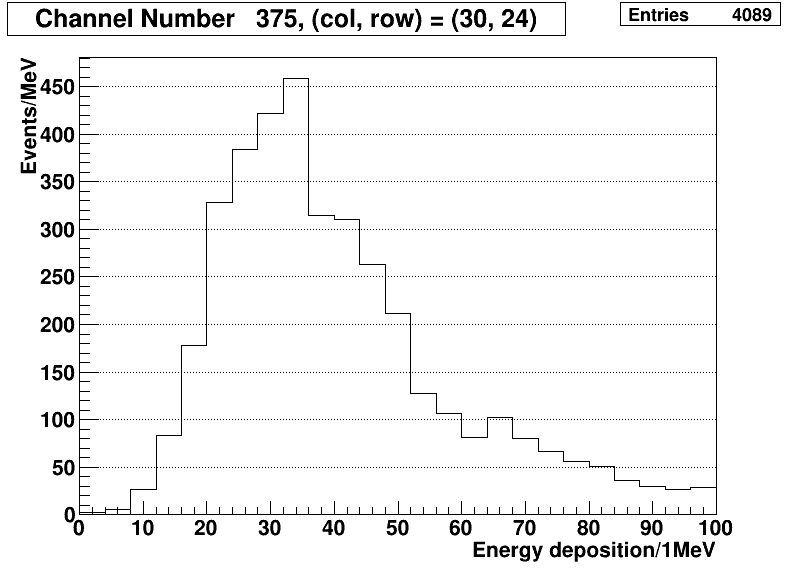 Channel Number 375, (col, row) = (30, 24)
Entries 4089
Events/MeV
450
400
350
300
250
200
150
100
50
0
0 10 20 30 40 50 60 70 80 90 100
Energy deposition/1MeV